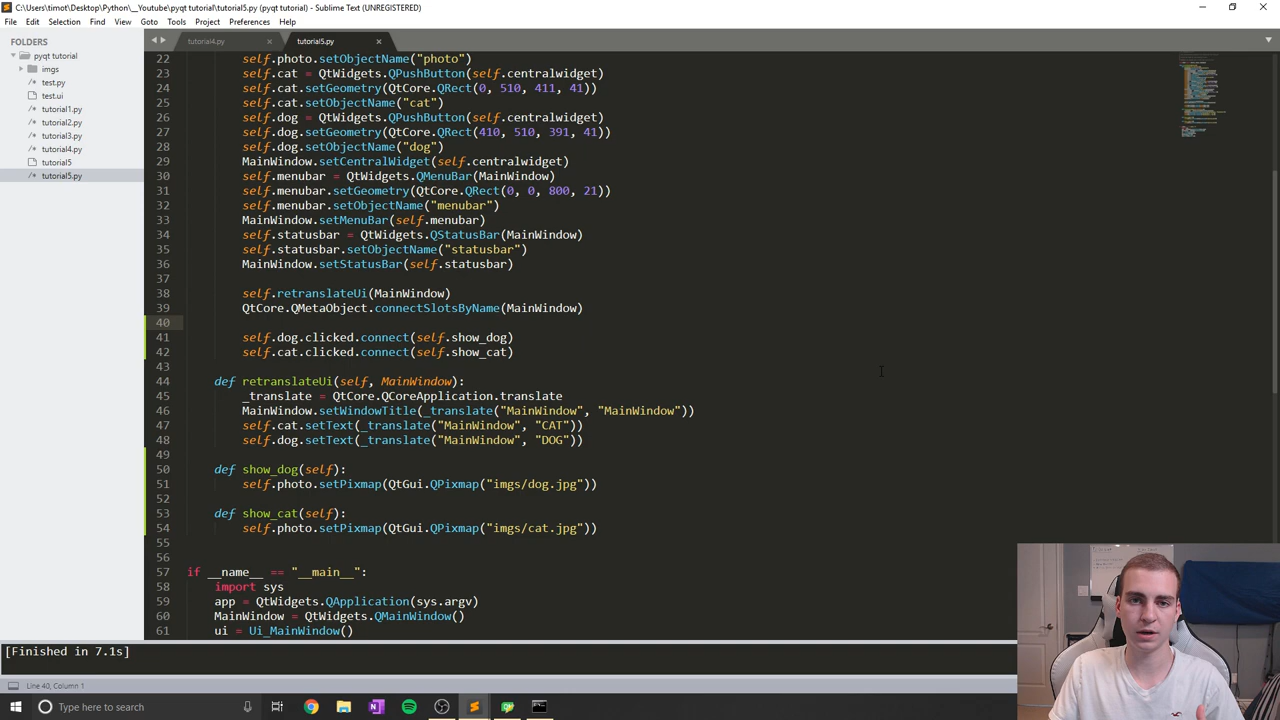 C:\Users\timot\Desktop\Python\__Youtube\pyqt tutorial\tutorial5.py (pyqt tutorial) - Sublime Text (UNREGISTERED)
File Edit Selection Find View Goto Tools Project Preferences Help
FOLDERS
pyqt tutorial
imgs
/* test.py
test.ui
/* tutorial1.py
/* tutorial2.py
/* tutorial3.py
/* tutorial4.py
tutorial5
/* tutorial5.py
tutorial4.py tutorial5.py
22 self.photo.setObjectName("photo")
23 self.cat = QtWidgets.QPushButton(self.centralwidget)
24 self.cat.setGeometry(QtCore.QRect(0, 510, 411, 41))
25 self.cat.setObjectName("cat")
26 self.dog = QtWidgets.QPushButton(self.centralwidget)
27 self.dog.setGeometry(QtCore.QRect(410, 510, 391, 41))
28 self.dog.setObjectName("dog")
29 MainWindow.setCentralWidget(self.centralwidget)
30 self.menubar = QtWidgets.QMenuBar(MainWindow)
31 self.menubar.setGeometry(QtCore.QRect(0, 0, 800, 21))
32 self.menubar.setObjectName("menubar")
33 MainWindow.setMenuBar(self.menubar)
34 self.statusbar = QtWidgets.QStatusBar(MainWindow)
35 self.statusbar.setObjectName("statusbar")
36 MainWindow.setStatusBar(self.statusbar)
37
38 self.retranslateUi(MainWindow)
39 QtCore.QMetaObject.connectSlotsByName(MainWindow)
40
41 self.dog.clicked.connect(self.show_dog)
42 self.cat.clicked.connect(self.show_cat)
43
44 def retranslateUi(self, MainWindow):
45 _translate = QtCore.QCoreApplication.translate
46 MainWindow.setWindowTitle(_translate("MainWindow", "MainWindow"))
47 self.cat.setText(_translate("MainWindow", "CAT"))
48 self.dog.setText(_translate("MainWindow", "DOG"))
49
50 def show_dog(self):
51 self.photo.setPixmap(QtGui.QPixmap("imgs/dog.jpg"))
52
53 def show_cat(self):
54 self.photo.setPixmap(QtGui.QPixmap("imgs/cat.jpg"))
55
56
57 if __name__ == "__main__":
58 import sys
59 app = QtWidgets.QApplication(sys.argv)
60 MainWindow = QtWidgets.QMainWindow()
61 ui = Ui_MainWindow()
[Finished in 7.1s]
Line 40, Column 1
Type here to search